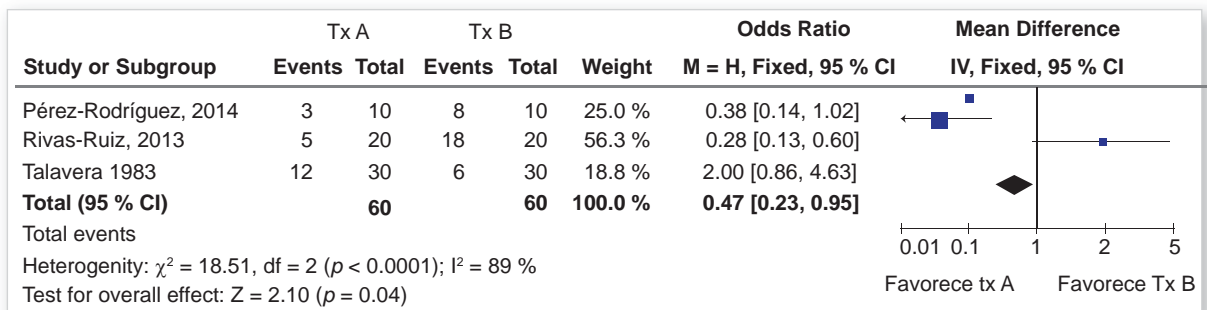 Tx A Tx B Odds Ratio Mean Difference
Study or Subgroup Events Total Events Total Weight M = H, Fixed, 95 % CI IV, Fixed, 95 % CI
Pérez-Rodríguez, 2014 3 10 8 10 25.0 % 0.38 [0.14, 1.02]
Rivas-Ruiz, 2013 5 20 18 20 56.3 % 0.28 [0.13, 0.60]
Talavera 1983 12 30 6 30 18.8 % 2.00 [0.86, 4.63]
Total (95 % CI) 60 60 100.0 % 0.47 [0.23, 0.95]
Total events
Heterogenity: χ² = 18.51, df = 2 (p < 0.0001); I² = 89 %
Test for overall effect: Z = 2.10 (p = 0.04)
0.01 0.1 1 2 5
Favorece tx A Favorece Tx B